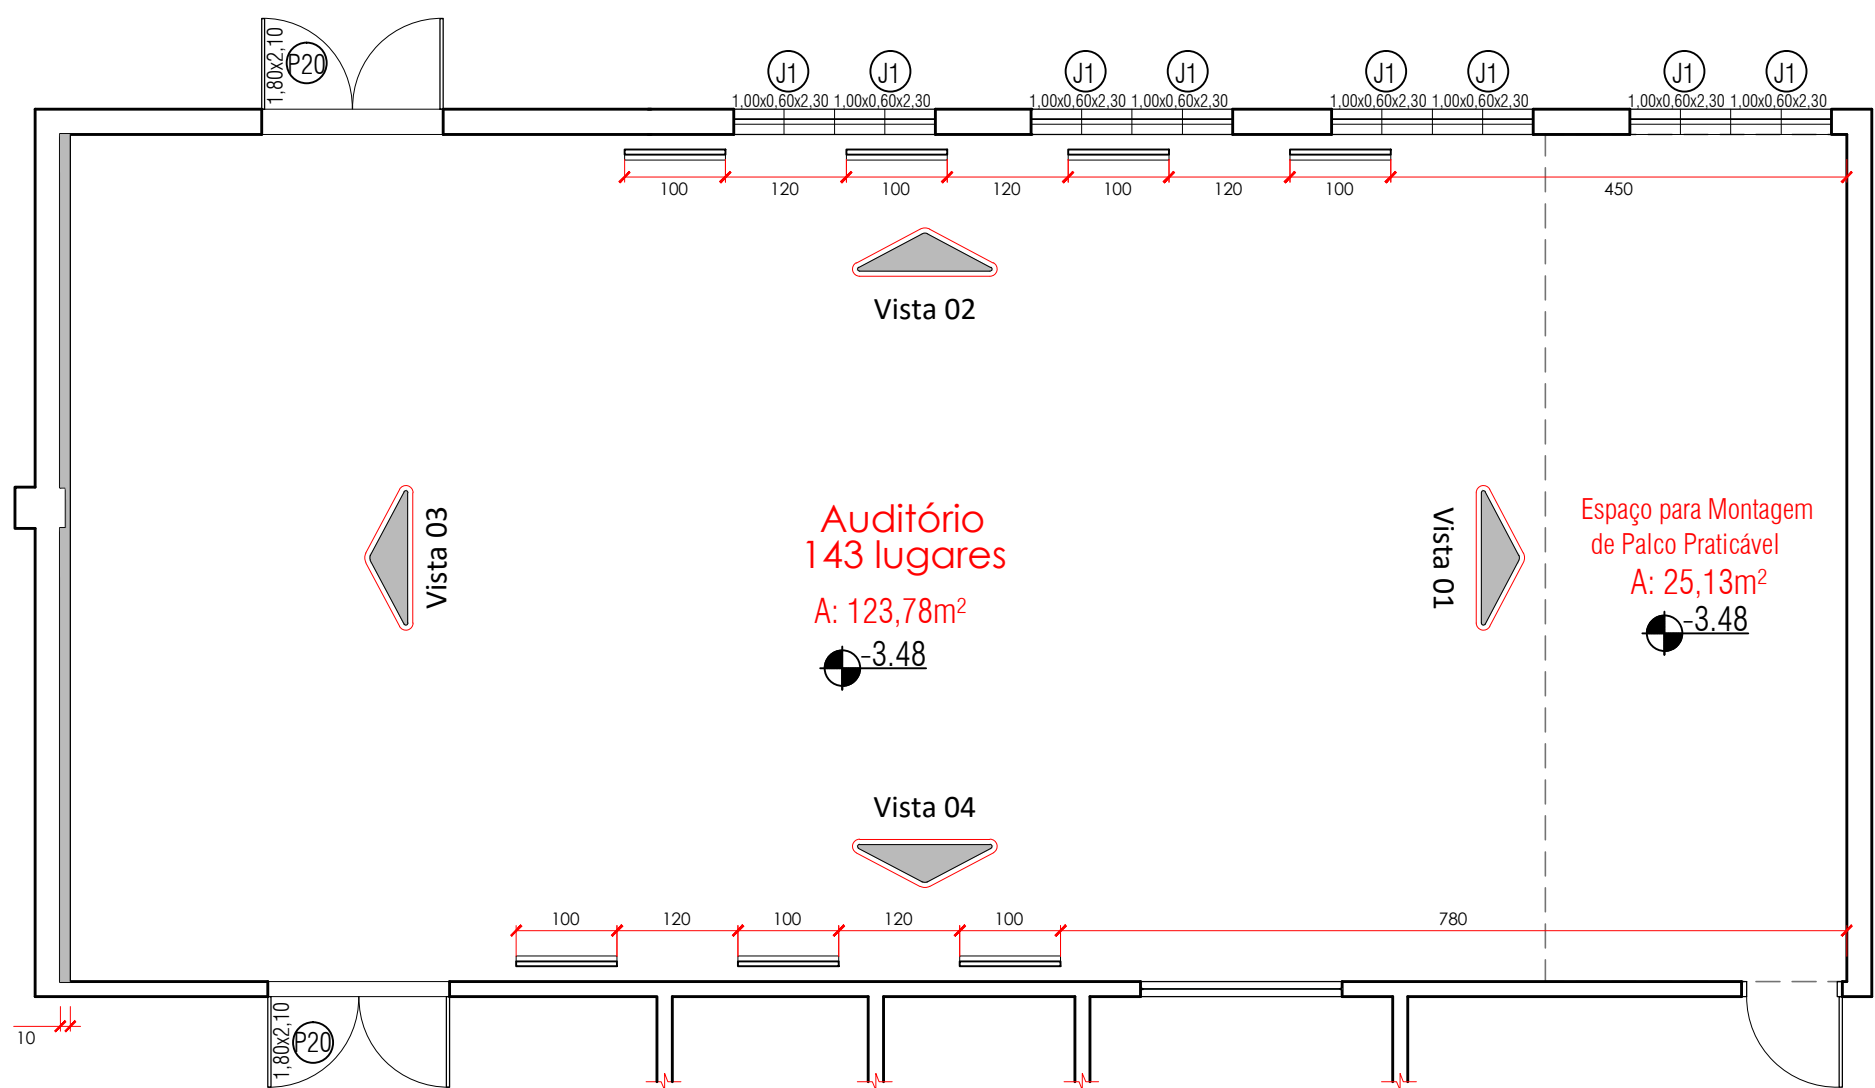 1,80x2,10
P20
J1 J1 J1 J1 J1 J1 J1 J1
1,00x0,60x2,30 1,00x0,60x2,30 1,00x0,60x2,30 1,00x0,60x2,30 1,00x0,60x2,30 1,00x0,60x2,30 1,00x0,60x2,30 1,00x0,60x2,30
100 120 100 120 100 120 100 450
Vista 02
Vista 03
Auditório
143 lugares
A: 123,78m²
-3.48
Vista 01
Espaço para Montagem
de Palco Praticável
A: 25,13m²
-3.48
Vista 04
100 120 100 120 100 780
10
1,80x2,10
P20